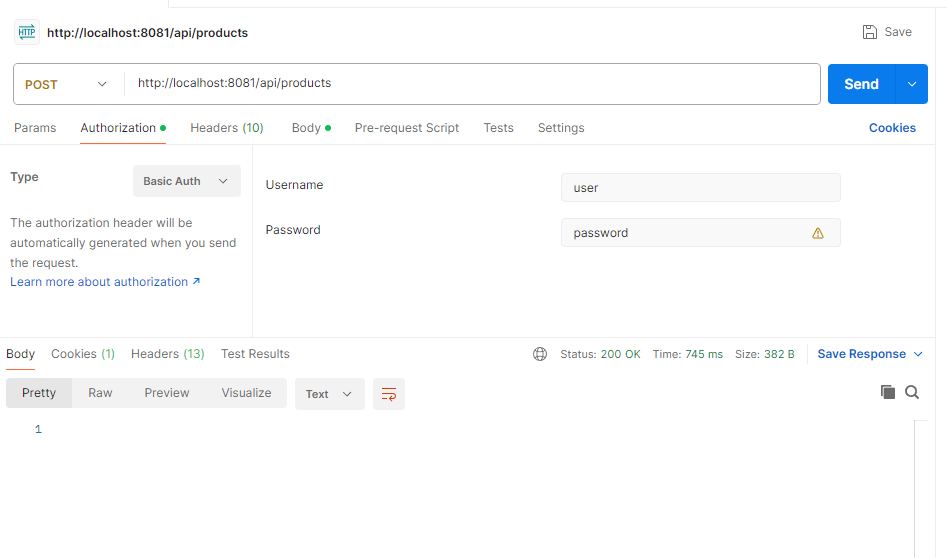 HTTP http://localhost:8081/api/products Save
POST http://localhost:8081/api/products Send
Params Authorization Headers (10) Body Pre-request Script Tests Settings Cookies
Type Basic Auth
The authorization header will be
automatically generated when you send
the request.
Learn more about authorization ↗
Username user
Password password
Body Cookies (1) Headers (13) Test Results Status: 200 OK Time: 745 ms Size: 382 B Save Response
Pretty Raw Preview Visualize Text
1